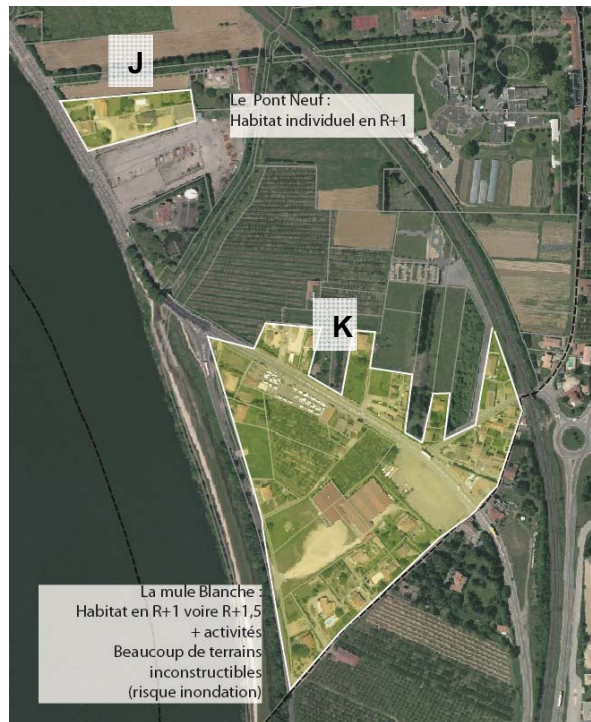 J
Le Pont Neuf :
Habitat individuel en R+1
K
La mule Blanche :
Habitat en R+1 voire R+1,5
+ activités
Beaucoup de terrains
inconstructibles
(risque inondation)